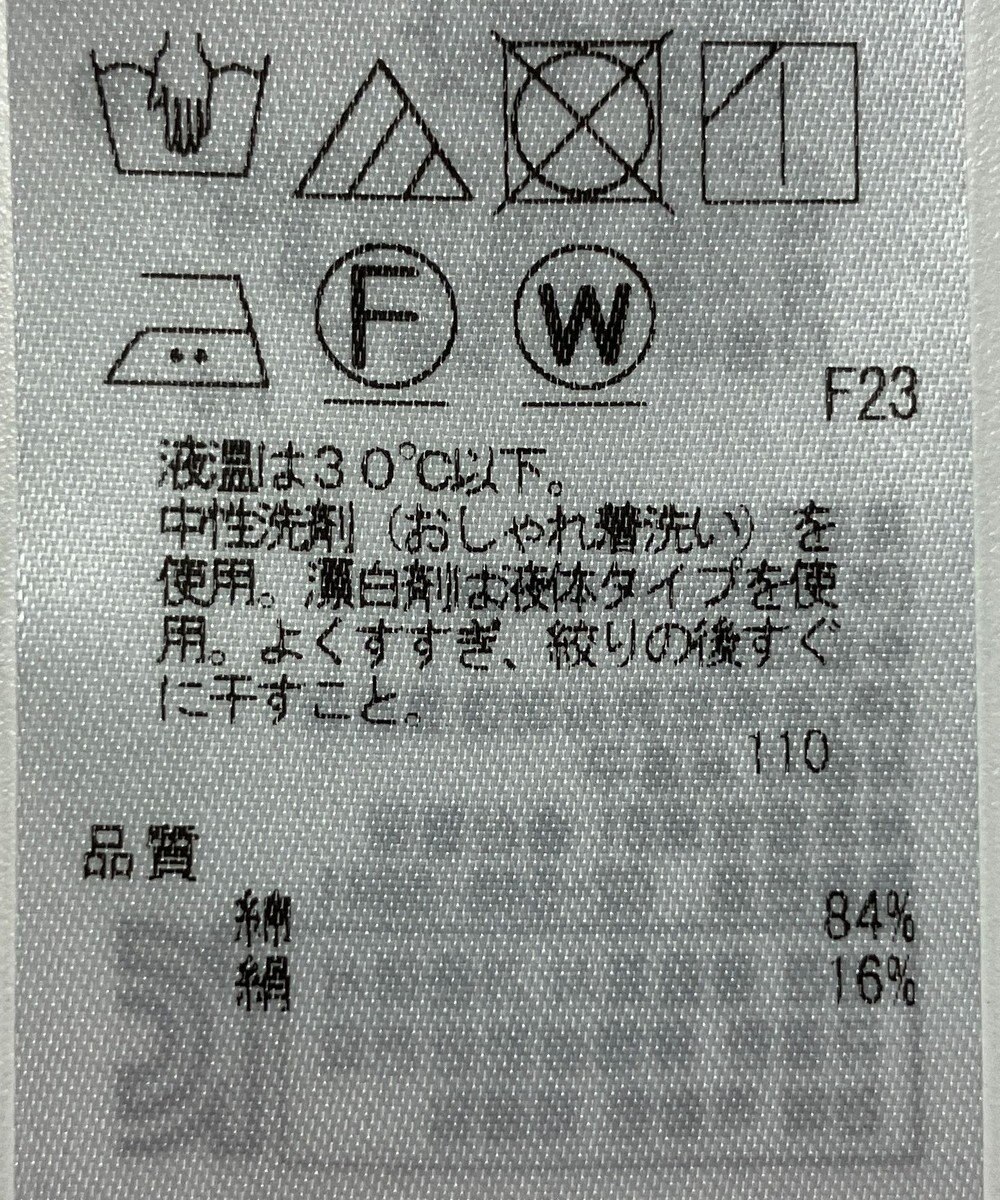 F W
F23
液温は30℃以下。
中性洗剤（おしゃれ着洗い）を
使用。漂白剤は液体タイプを使
用。よくすすぎ、絞りの後すぐ
に干すこと。
110
品質
綿 84%
絹 16%